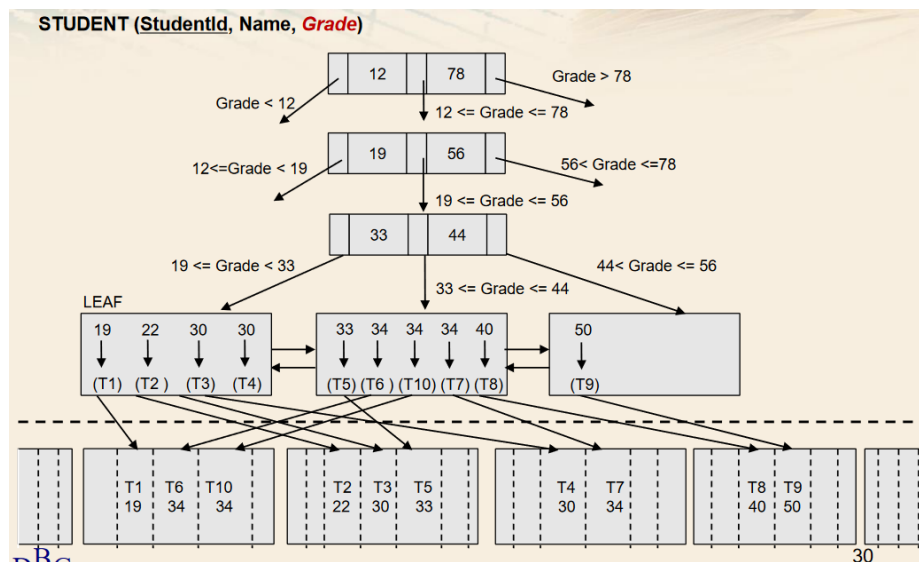 STUDENT (StudentId, Name, Grade)
12 78
Grade < 12
Grade > 78
12 <= Grade <= 78
19 56
12<=Grade < 19
56< Grade <=78
19 <= Grade <= 56
33 44
19 <= Grade < 33
44< Grade <= 56
33 <= Grade <= 44
LEAF
19 22 30 30
33 34 34 34 40
50
(T1) (T2 ) (T3) (T4)
(T5) (T6 ) (T10) (T7) (T8)
(T9)
T1 T6 T10
19 34 34
T2 T3 T5
22 30 33
T4 T7
30 34
T8 T9
40 50
30